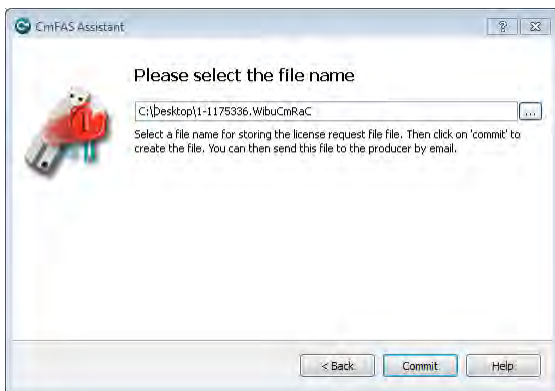 CmFAS Assistant
Please select the file name
C:\Desktop\1-1175336.WibuCmRaC
...
Select a file name for storing the license request file file. Then click on 'commit' to
create the file. You can then send this file to the producer by email.
< Back
Commit
Help